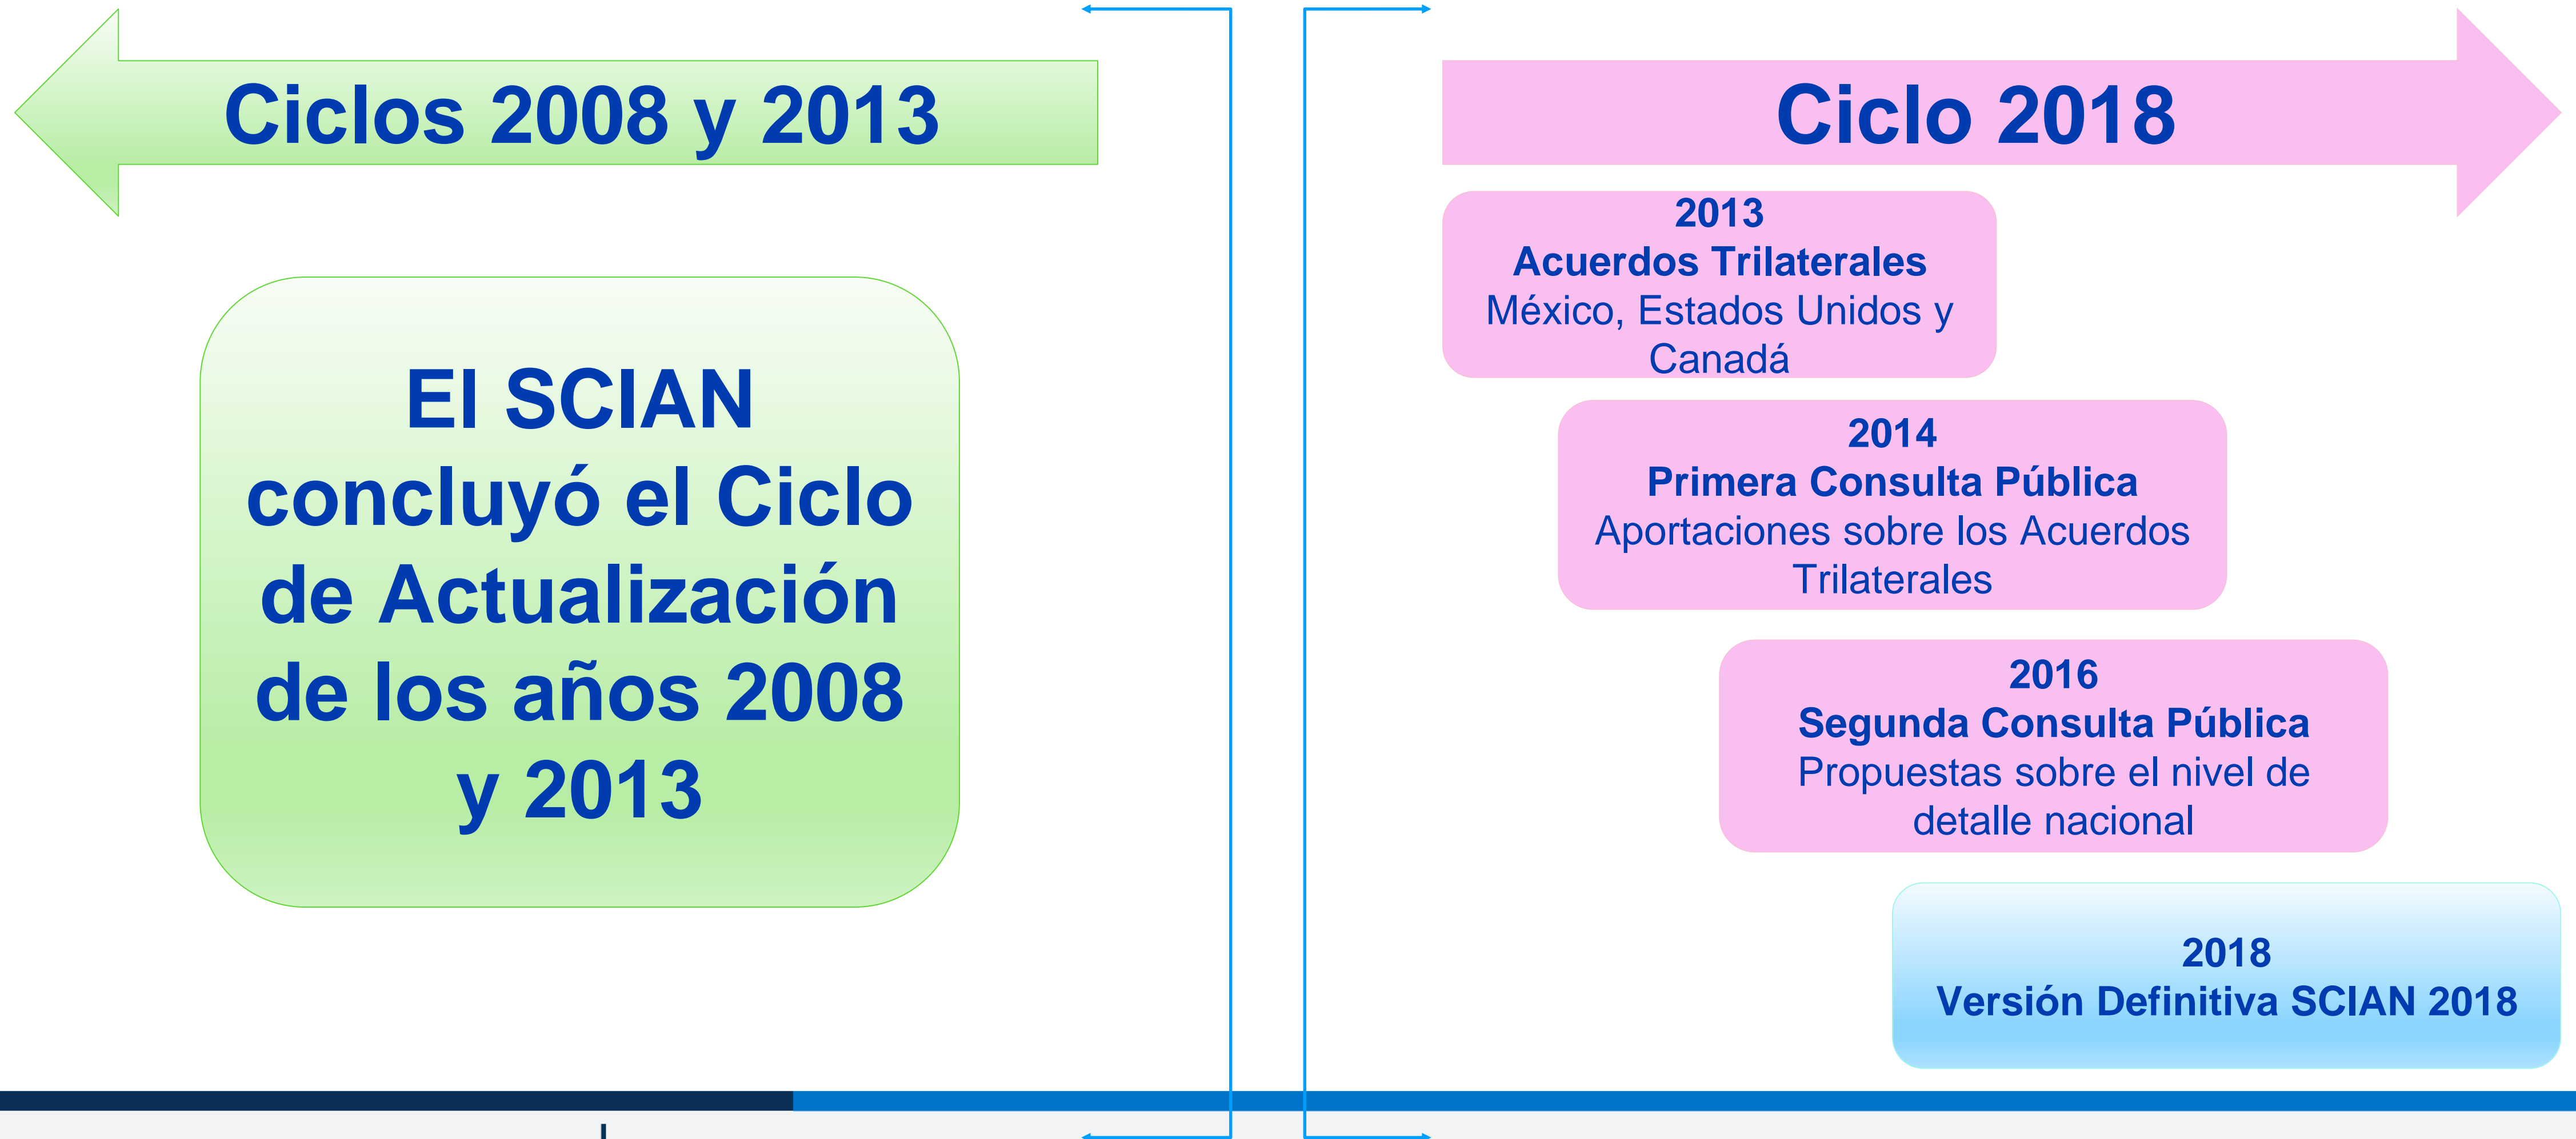 Ciclos 2008 y 2013
El SCIAN
concluyó el Ciclo
de Actualización
de los años 2008
y 2013
Ciclo 2018
2013
Acuerdos Trilaterales
México, Estados Unidos y
Canadá
2014
Primera Consulta Pública
Aportaciones sobre los Acuerdos
Trilaterales
2016
Segunda Consulta Pública
Propuestas sobre el nivel de
detalle nacional
2018
Versión Definitiva SCIAN 2018